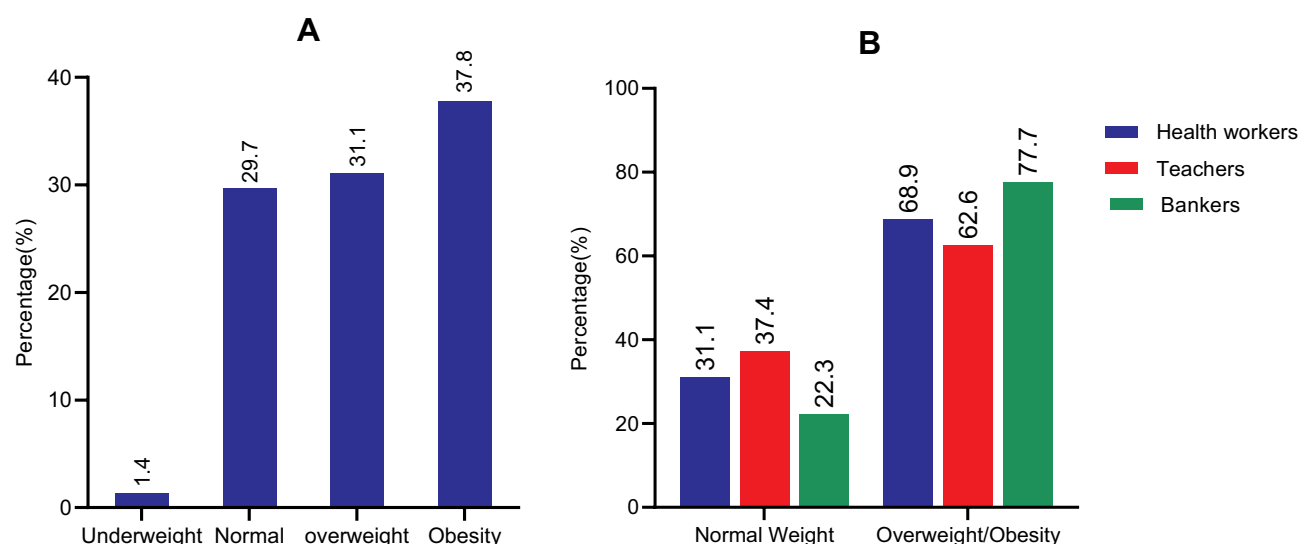 A
Percentage(%)
40
30
20
10
0
1.4
29.7
31.1
37.8
Underweight Normal overweight Obesity
B
Percentage(%)
100
80
60
40
20
0
31.1
37.4
22.3
68.9
62.6
77.7
Normal Weight Overweight/Obesity
Health workers
Teachers
Bankers